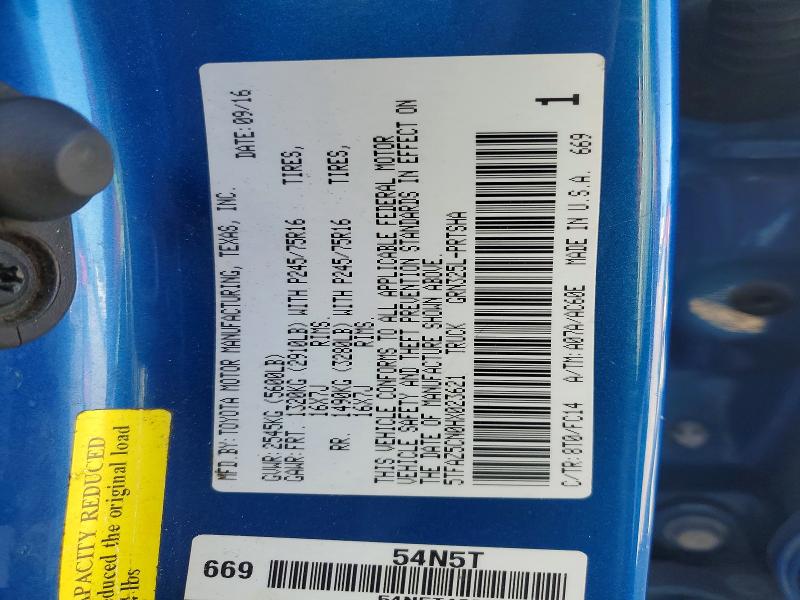 MFD BY: TOYOTA MOTOR MANUFACTURING, TEXAS, INC. DATE: 09/16
GVWR: 2545KG (5600LB)
GAWR: FRT. 1320KG (2910LB) WITH P245/75R16 TIRES,
16X7J RIMS.
RR. 1490KG (3280LB) WITH P245/75R16 TIRES,
16X7J RIMS.
THIS VEHICLE CONFORMS TO ALL APPLICABLE FEDERAL MOTOR
VEHICLE SAFETY AND THEFT PREVENTION STANDARDS IN EFFECT ON
THE DATE OF MANUFACTURE SHOWN ABOVE.
5TFAZ5CN0HX023621 TRUCK GRN325L-PRTSHA
1
C/TR: 8T0/FC14 A/TM: A07A/AC60E MADE IN U.S.A. 669
CAPACITY REDUCED
the original load
lbs
669 54N5T